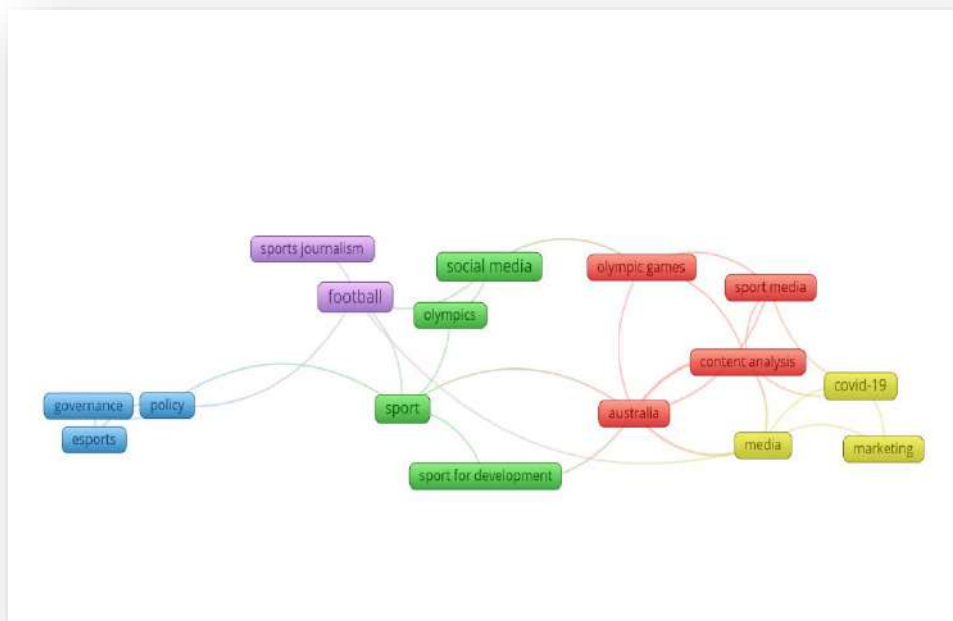 sports journalism
social media
olympic games
sport media
football
olympics
content analysis
covid-19
governance
policy
sport
australia
esports
media
marketing
sport for development